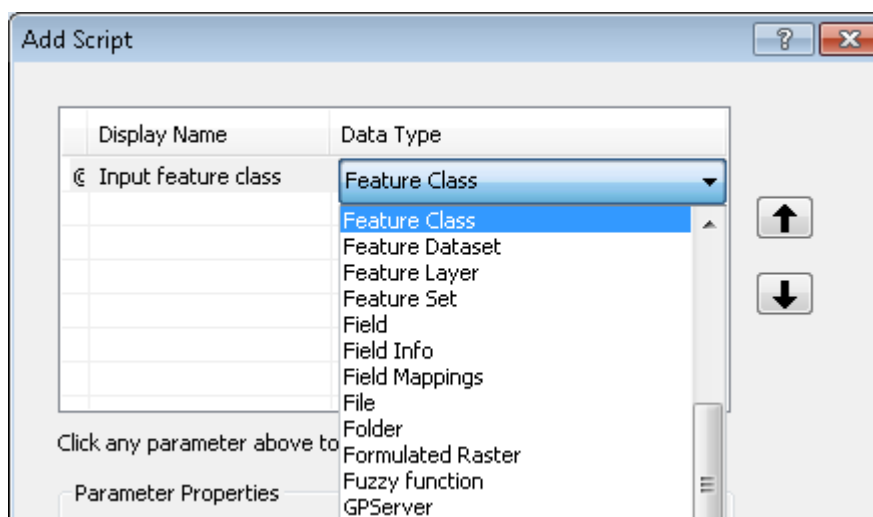 Add Script
Display Name Data Type
Input feature class Feature Class
Feature Class
Feature Dataset
Feature Layer
Feature Set
Field
Field Info
Field Mappings
File
Folder
Click any parameter above to
Formulated Raster
Fuzzy function
Parameter Properties
GPServer